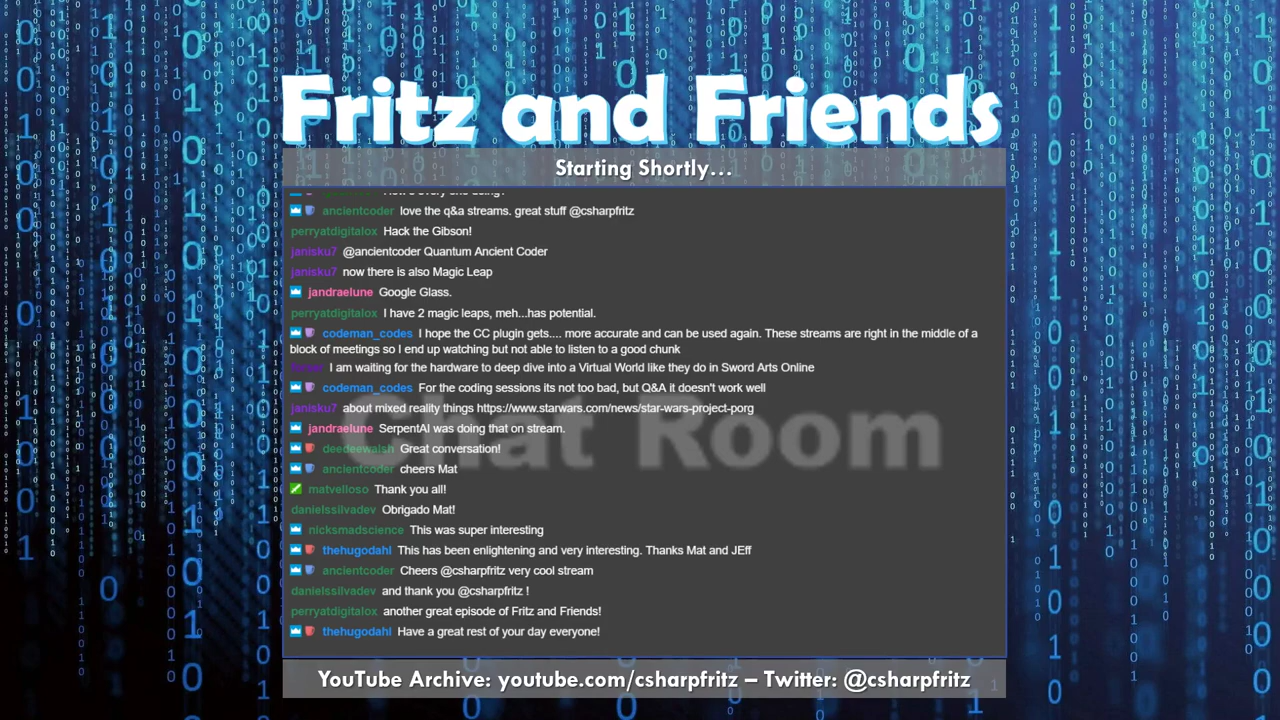 Fritz and Friends
Starting Shortly...
ancientcoder love the q&a streams. great stuff @csharpfritz
perryatdigitalox Hack the Gibson!
janisku7 @ancientcoder Quantum Ancient Coder
janisku7 now there is also Magic Leap
jandraelune Google Glass.
perryatdigitalox I have 2 magic leaps, meh...has potential.
codeman_codes I hope the CC plugin gets.... more accurate and can be used again. These streams are right in the middle of a
block of meetings so I end up watching but not able to listen to a good chunk
I am waiting for the hardware to deep dive into a Virtual World like they do in Sword Arts Online
codeman_codes For the coding sessions its not too bad, but Q&A it doesn't work well
janisku7 about mixed reality things https://www.starwars.com/news/star-wars-project-porg
jandraelune SerpentAI was doing that on stream.
Chat Room
deedeewalsh Great conversation!
ancientcoder cheers Mat
matvelloso Thank you all!
danielssilvadev Obrigado Mat!
nicksmadscience This was super interesting
thehugodahl This has been enlightening and very interesting. Thanks Mat and JEff
ancientcoder Cheers @csharpfritz very cool stream
danielssilvadev and thank you @csharpfritz !
perryatdigitalox another great episode of Fritz and Friends!
thehugodahl Have a great rest of your day everyone!
YouTube Archive: youtube.com/csharpfritz – Twitter: @csharpfritz